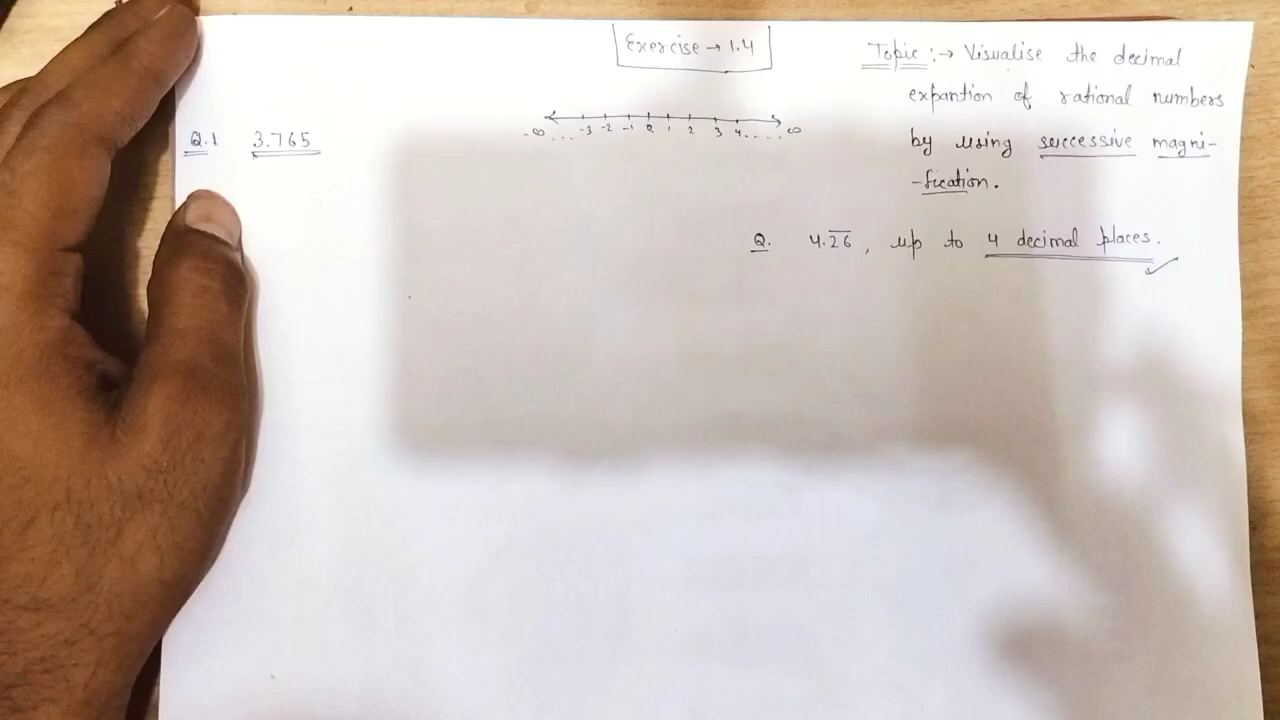 Exercise → 1.4
Topic :→ Visualise the decimal
expantion of rational numbers
by using successive magni-
-fication.
-∞ .... -3 -2 -1 0 1 2 3 4 ..... ∞
Q.1 3.765
Q. 4.2̅6̅ , up to 4 decimal places.